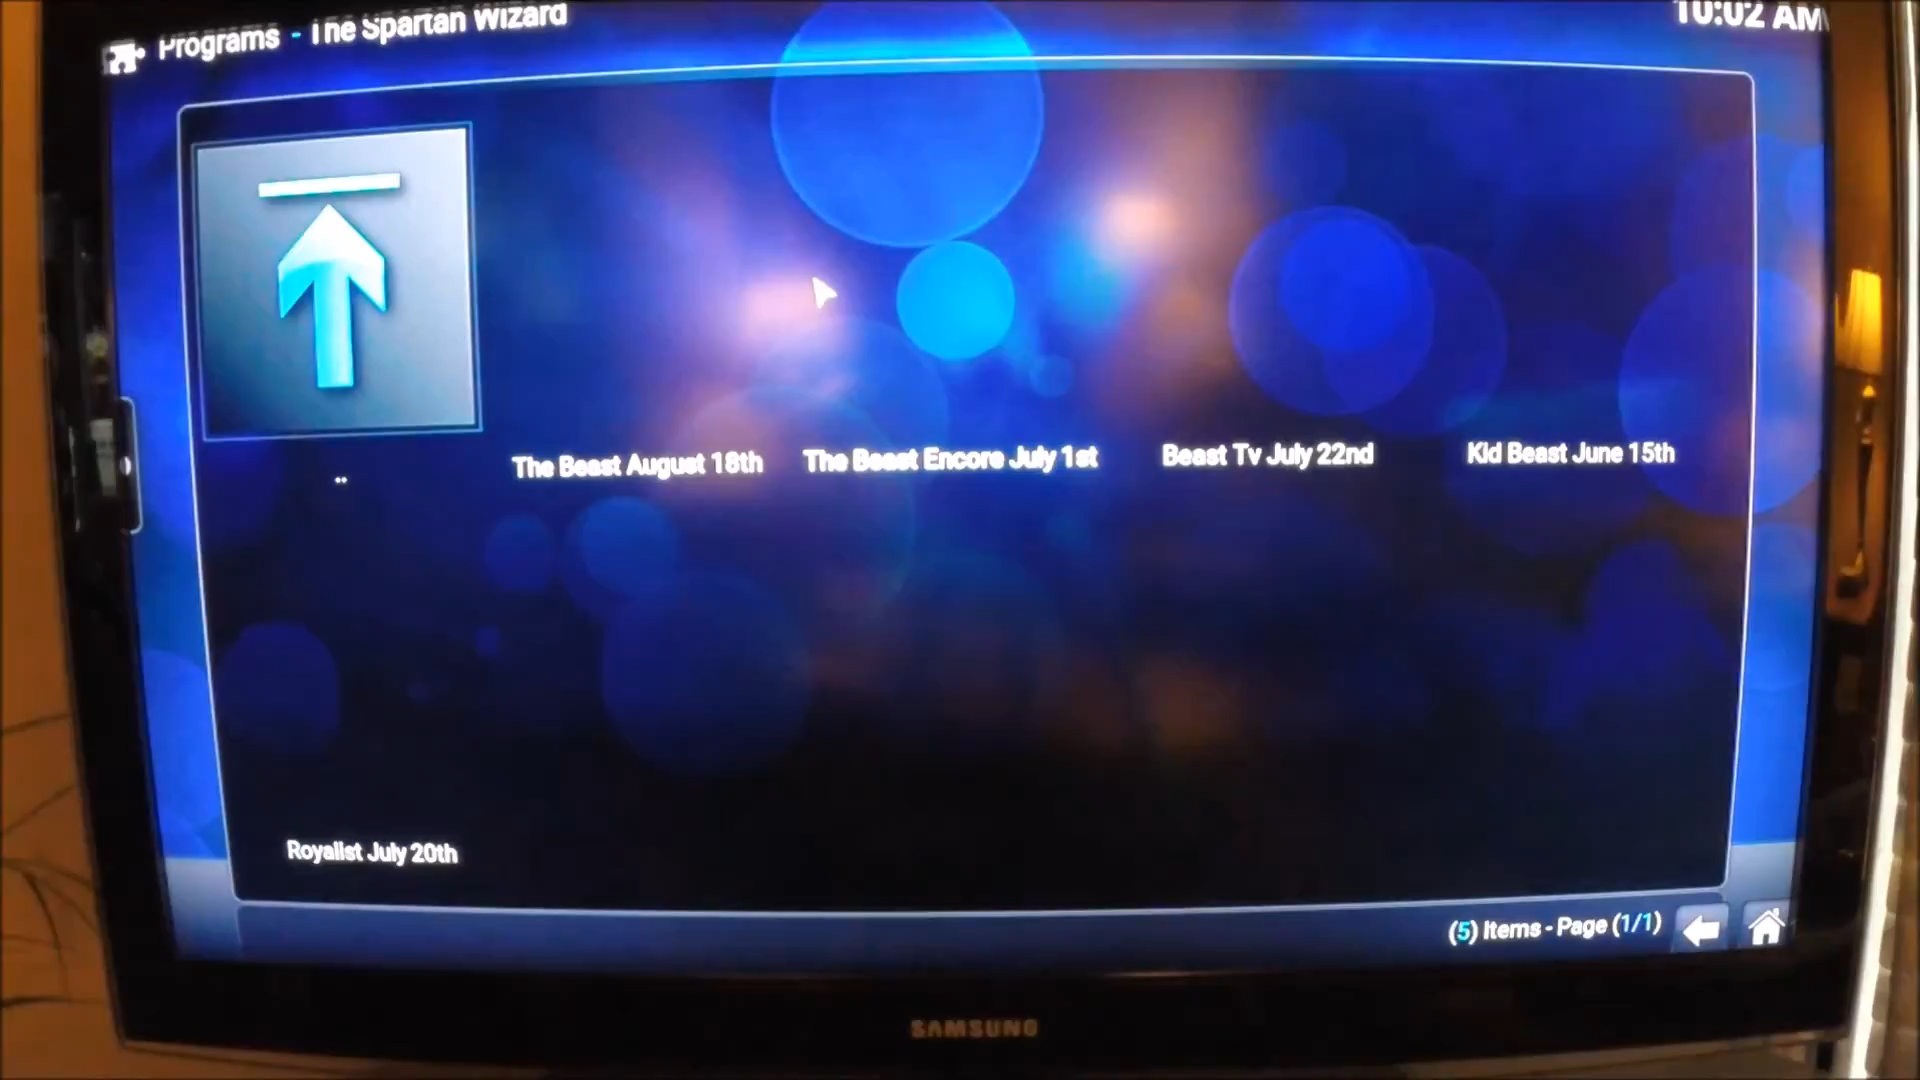 Programs - The Spartan Wizard
10:02 AM
..
The Beast August 18th
The Beast Encore July 1st
Beast Tv July 22nd
Kid Beast June 15th
Royalist July 20th
(5) Items - Page (1/1)
SAMSUNG